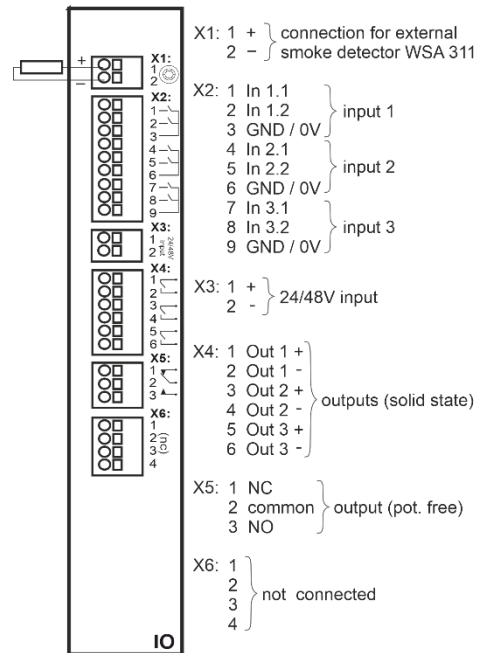 X1: 1 + connection for external
2 − smoke detector WSA 311
X2: 1 In 1.1
2 In 1.2 input 1
3 GND / 0V
4 In 2.1
5 In 2.2 input 2
6 GND / 0V
7 In 3.1
8 In 3.2 input 3
9 GND / 0V
X3: 1 +
2 - 24/48V input
X4: 1 Out 1 +
2 Out 1 -
3 Out 2 +
4 Out 2 - outputs (solid state)
5 Out 3 +
6 Out 3 -
X5: 1 NC
2 common output (pot. free)
3 NO
X6: 1
2
3 not connected
4
+ X1:
1
− 2
X2:
1
2
3
4
5
6
7
8
9
X3:
1 24/48V
2 input
X4:
1
2
3
4
5
6
X5:
1
2
3
X6:
1
2 (nc)
3
4
IO